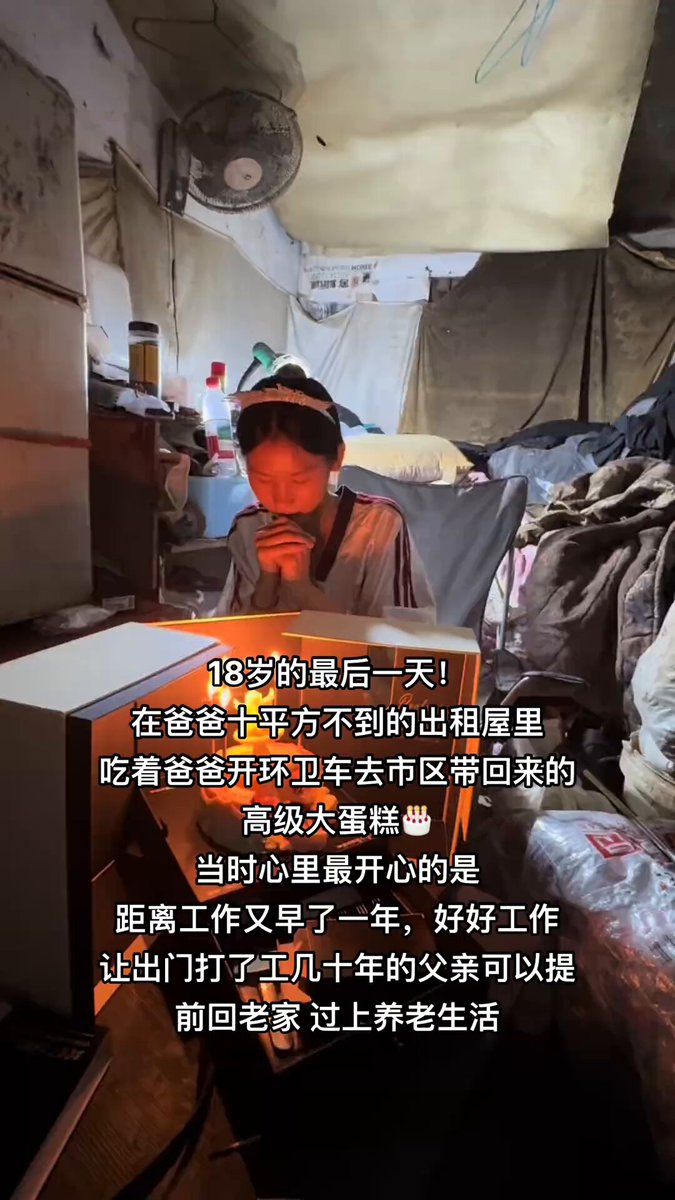 18岁的最后一天！
在爸爸十平方不到的出租屋里
吃着爸爸开环卫车去市区带回来的
高级大蛋糕🎂
当时心里最开心的是
距离工作又早了一年，好好工作
让出门打了工几十年的父亲可以提
前回老家 过上养老生活